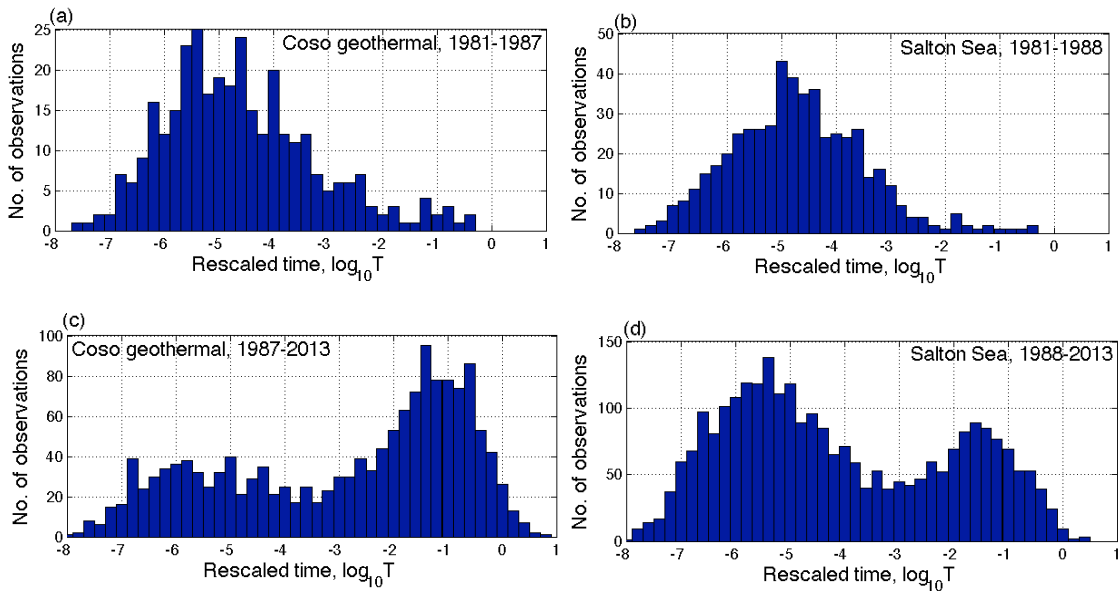 (a)
Coso geothermal, 1981-1987
No. of observations
25
20
15
10
5
0
-8 -7 -6 -5 -4 -3 -2 -1 0 1
Rescaled time, log10T
(b)
Salton Sea, 1981-1988
No. of observations
50
40
30
20
10
0
-8 -7 -6 -5 -4 -3 -2 -1 0 1
Rescaled time, log10T
(c)
Coso geothermal, 1987-2013
No. of observations
100
80
60
40
20
0
-8 -7 -6 -5 -4 -3 -2 -1 0 1
Rescaled time, log10T
(d)
Salton Sea, 1988-2013
No. of observations
150
100
50
0
-8 -7 -6 -5 -4 -3 -2 -1 0 1
Rescaled time, log10T